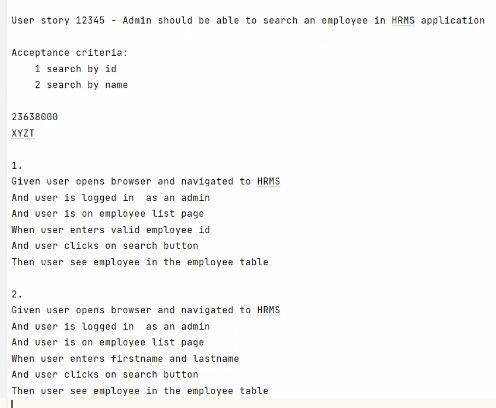 User story 12345 - Admin should be able to search an employee in HRMS application
Acceptance criteria:
1 search by id
2 search by name
23638000
XYZT
1.
Given user opens browser and navigated to HRMS
And user is logged in  as an admin
And user is on employee list page
When user enters valid employee id
And user clicks on search button
Then user see employee in the employee table
2.
Given user opens browser and navigated to HRMS
And user is logged in  as an admin
And user is on employee list page
When user enters firstname and lastname
And user clicks on search button
Then user see employee in the employee table